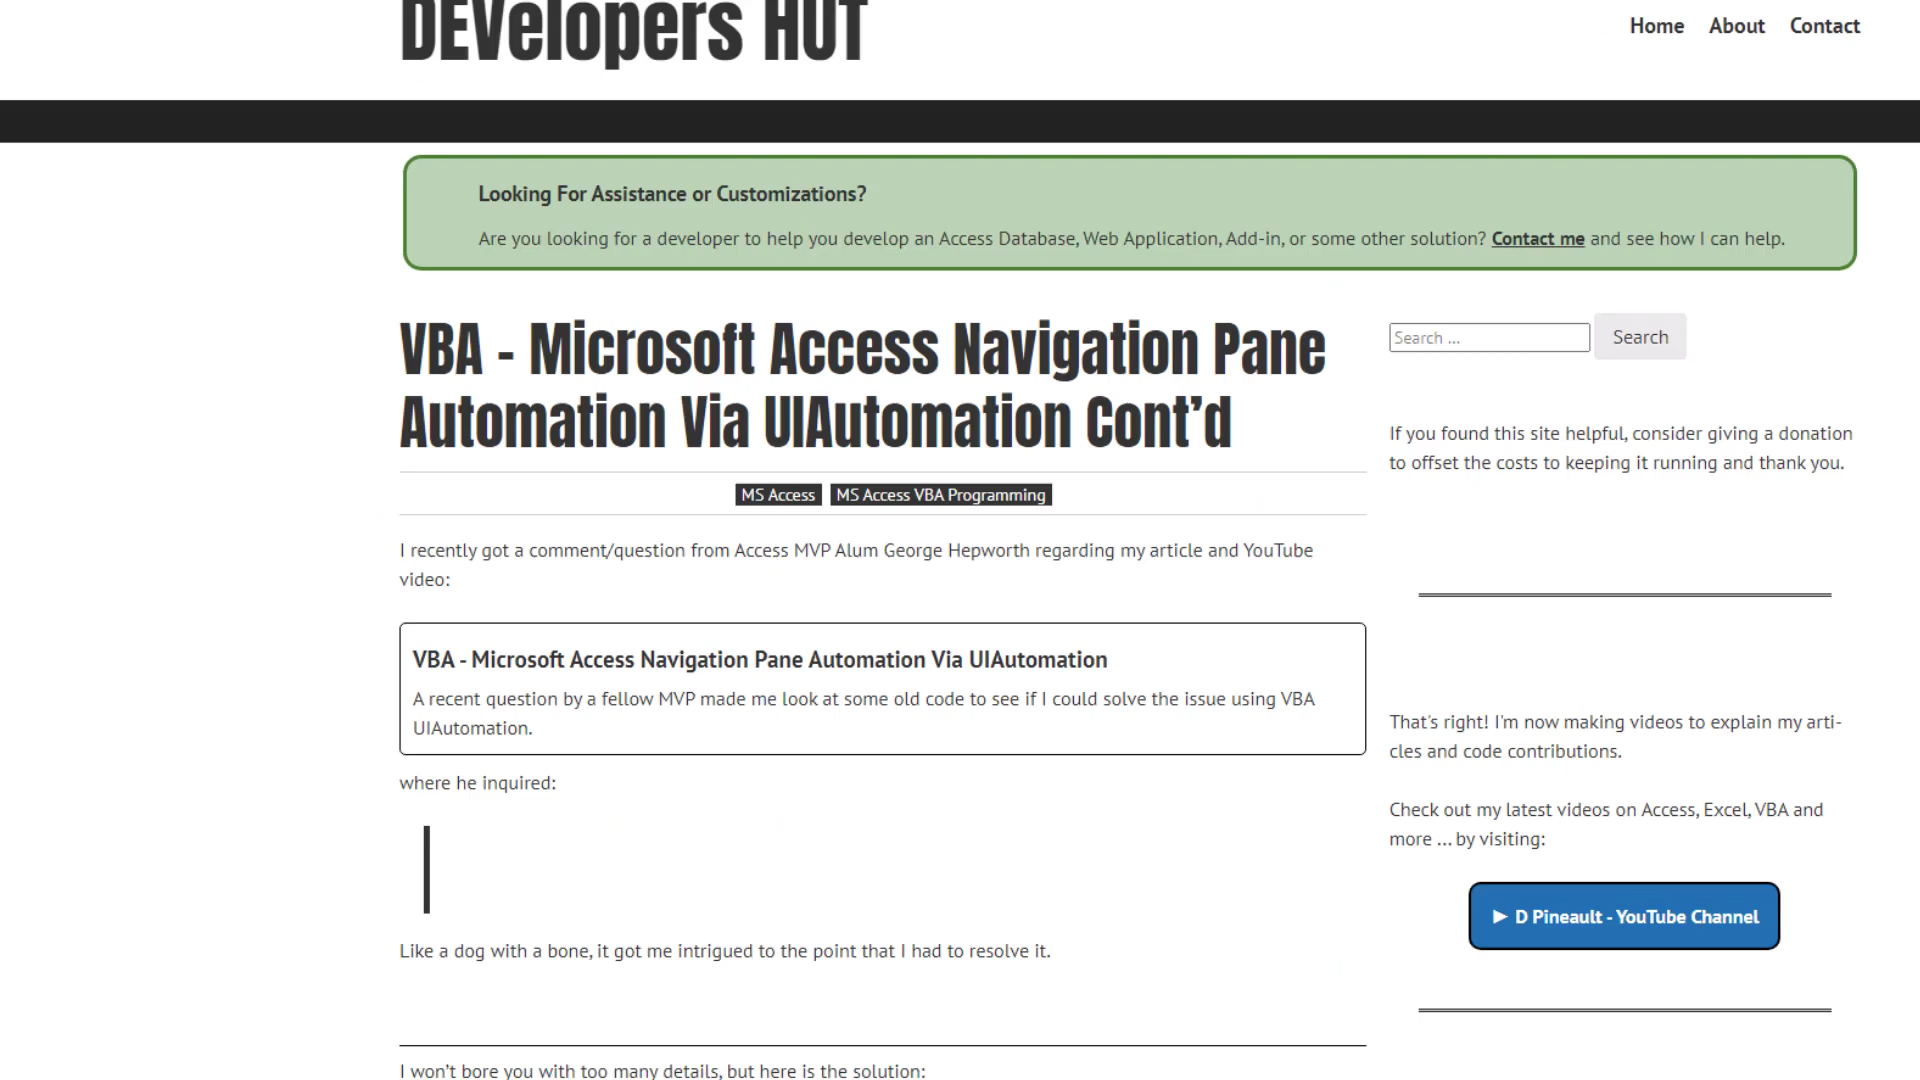 DEVelopers HUT
Home About Contact
Looking For Assistance or Customizations?
Are you looking for a developer to help you develop an Access Database, Web Application, Add-in, or some other solution? Contact me and see how I can help.
VBA – Microsoft Access Navigation Pane
Automation Via UIAutomation Cont’d
MS Access MS Access VBA Programming
I recently got a comment/question from Access MVP Alum George Hepworth regarding my article and YouTube
video:
VBA - Microsoft Access Navigation Pane Automation Via UIAutomation
A recent question by a fellow MVP made me look at some old code to see if I could solve the issue using VBA
UIAutomation.
where he inquired:
Like a dog with a bone, it got me intrigued to the point that I had to resolve it.
I won’t bore you with too many details, but here is the solution:
Search ...
Search
If you found this site helpful, consider giving a donation
to offset the costs to keeping it running and thank you.
That's right! I'm now making videos to explain my arti-
cles and code contributions.
Check out my latest videos on Access, Excel, VBA and
more ... by visiting:
► D Pineault - YouTube Channel